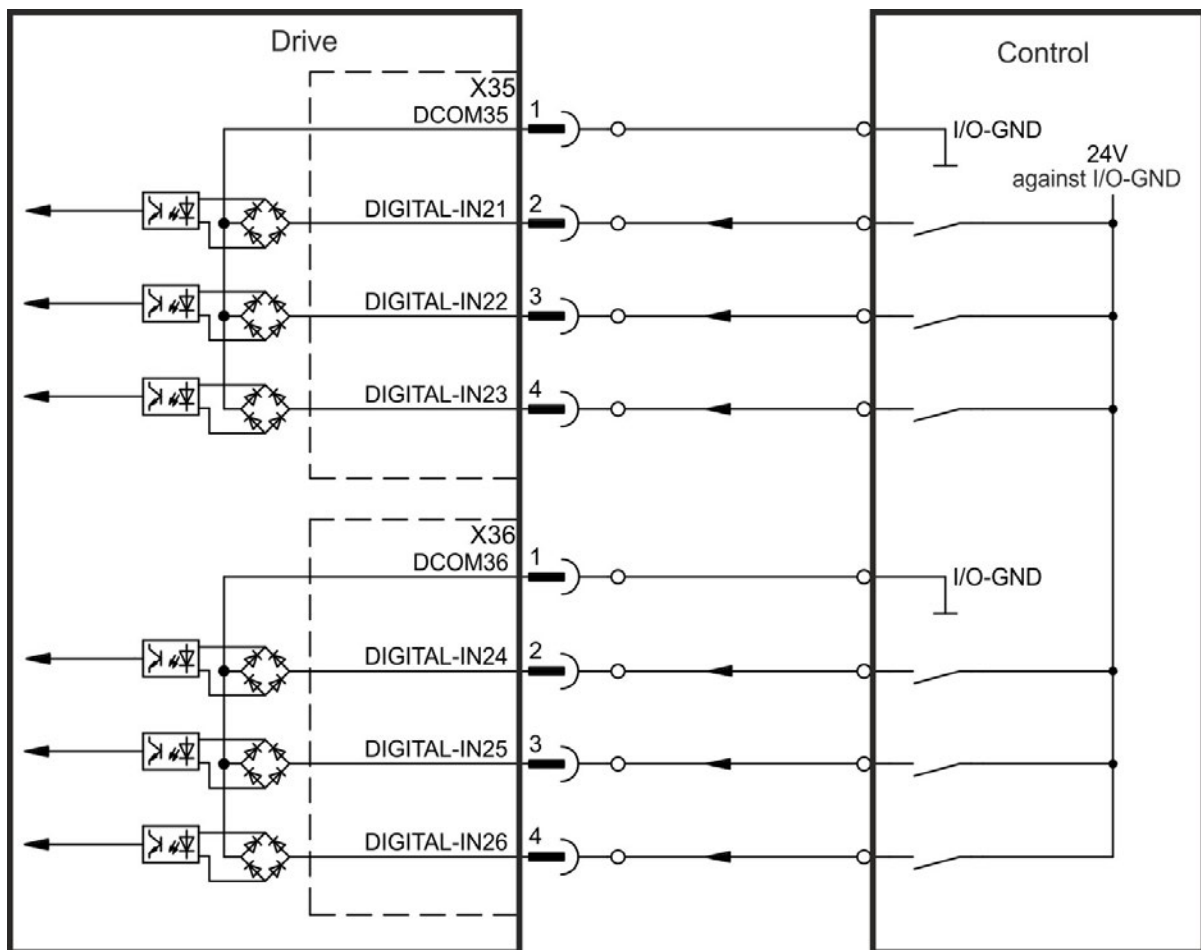 Drive
Control
X35
DCOM35
1
I/O-GND
24V
against I/O-GND
DIGITAL-IN21
2
DIGITAL-IN22
3
DIGITAL-IN23
4
X36
DCOM36
1
I/O-GND
DIGITAL-IN24
2
DIGITAL-IN25
3
DIGITAL-IN26
4